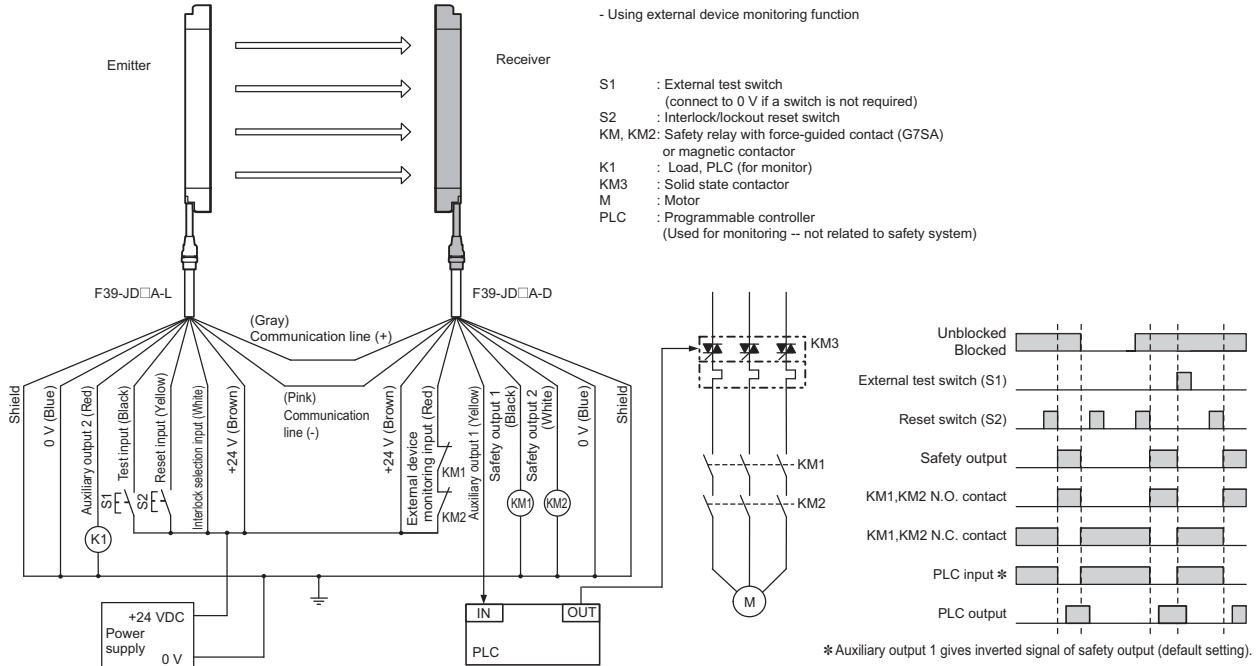 - Using external device monitoring function
Emitter
Receiver
S1 : External test switch
(connect to 0 V if a switch is not required)
S2 : Interlock/lockout reset switch
KM, KM2: Safety relay with force-guided contact (G7SA)
or magnetic contactor
K1 : Load, PLC (for monitor)
KM3 : Solid state contactor
M : Motor
PLC : Programmable controller
(Used for monitoring -- not related to safety system)
F39-JD□A-L
F39-JD□A-D
(Gray)
Communication line (+)
(Pink)
Communication
line (-)
Shield
0 V (Blue)
Auxiliary output 2 (Red)
Test input (Black)
Reset input (Yellow)
Interlock selection input (White)
+24 V (Brown)
+24 V (Brown)
External device
monitoring input (Red)
Auxiliary output 1 (Yellow)
Safety output 1
(Black)
Safety output 2
(White)
0 V (Blue)
Shield
S1
S2
KM1
KM2
K1
KM1
KM2
+24 VDC
Power
supply
0 V
IN
OUT
PLC
KM3
KM1
KM2
M
Unblocked
Blocked
External test switch (S1)
Reset switch (S2)
Safety output
KM1,KM2 N.O. contact
KM1,KM2 N.C. contact
PLC input ✻
PLC output
✻ Auxiliary output 1 gives inverted signal of safety output (default setting).